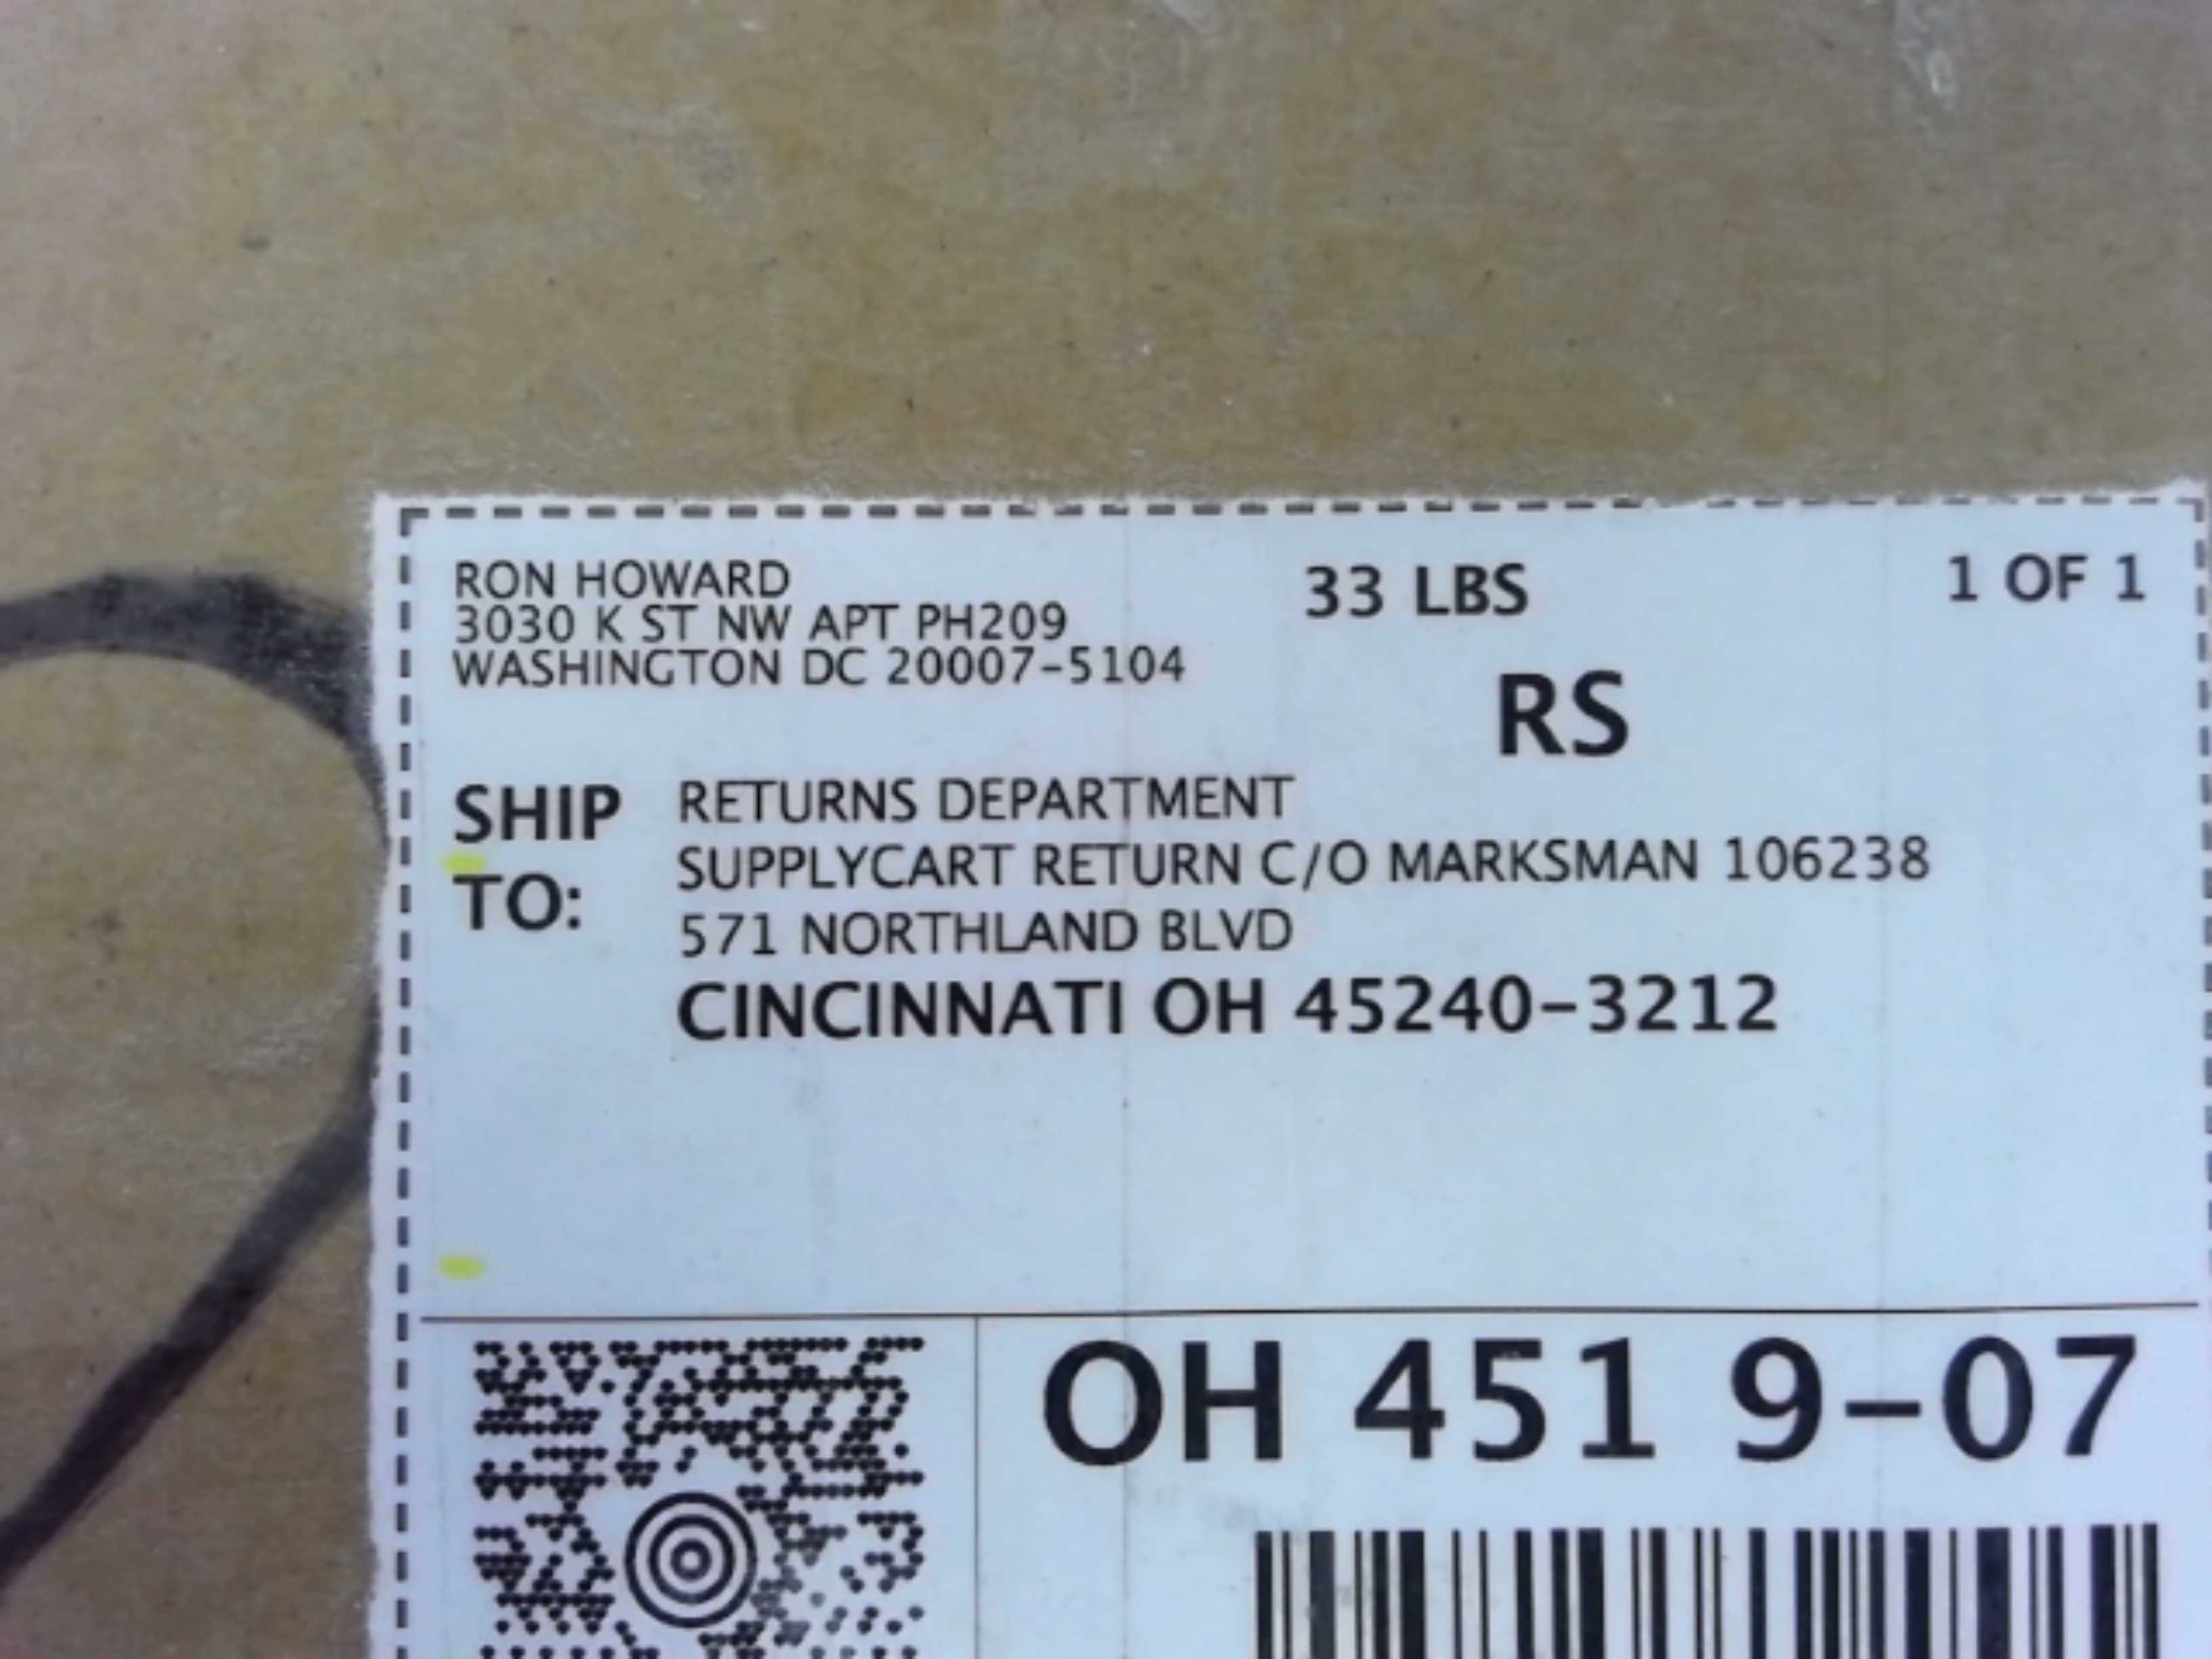 RON HOWARD
3030 K ST NW APT PH209
WASHINGTON DC 20007-5104
33 LBS
1 OF 1
RS
SHIP
TO:
RETURNS DEPARTMENT
SUPPLYCART RETURN C/O MARKSMAN 106238
571 NORTHLAND BLVD
CINCINNATI OH 45240-3212
OH 451 9-07